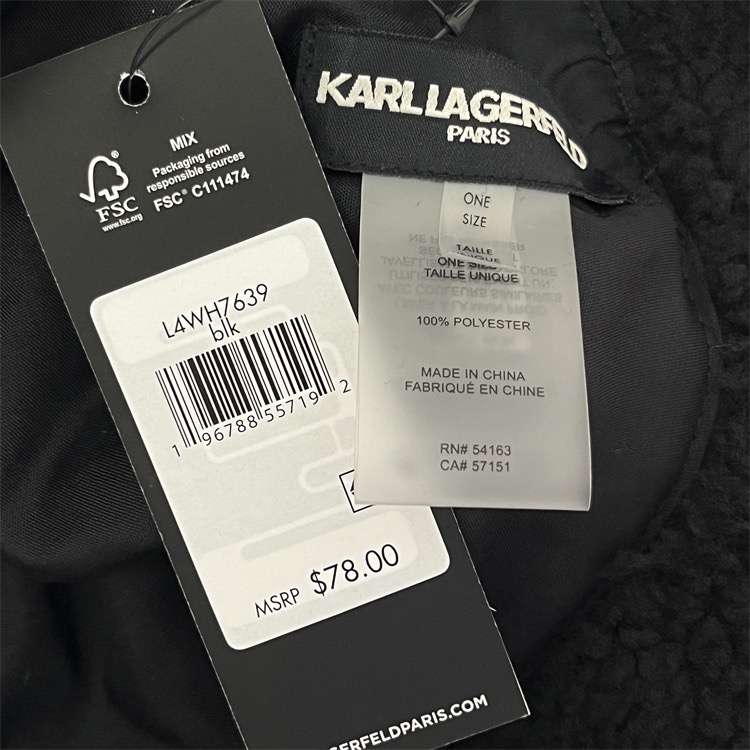 MIX
Packaging from
responsible sources
FSC® C111474
FSC
www.fsc.org
L4WH7639
blk
1 96788 55719 2
MSRP $78.00
GERFELDPARIS.COM
KARL LAGERFELD
PARIS
ONE
SIZE
TAILLE
UNIQUE
ONE SIZE
TAILLE UNIQUE
100% POLYESTER
MADE IN CHINA
FABRIQUÉ EN CHINE
RN# 54163
CA# 57151